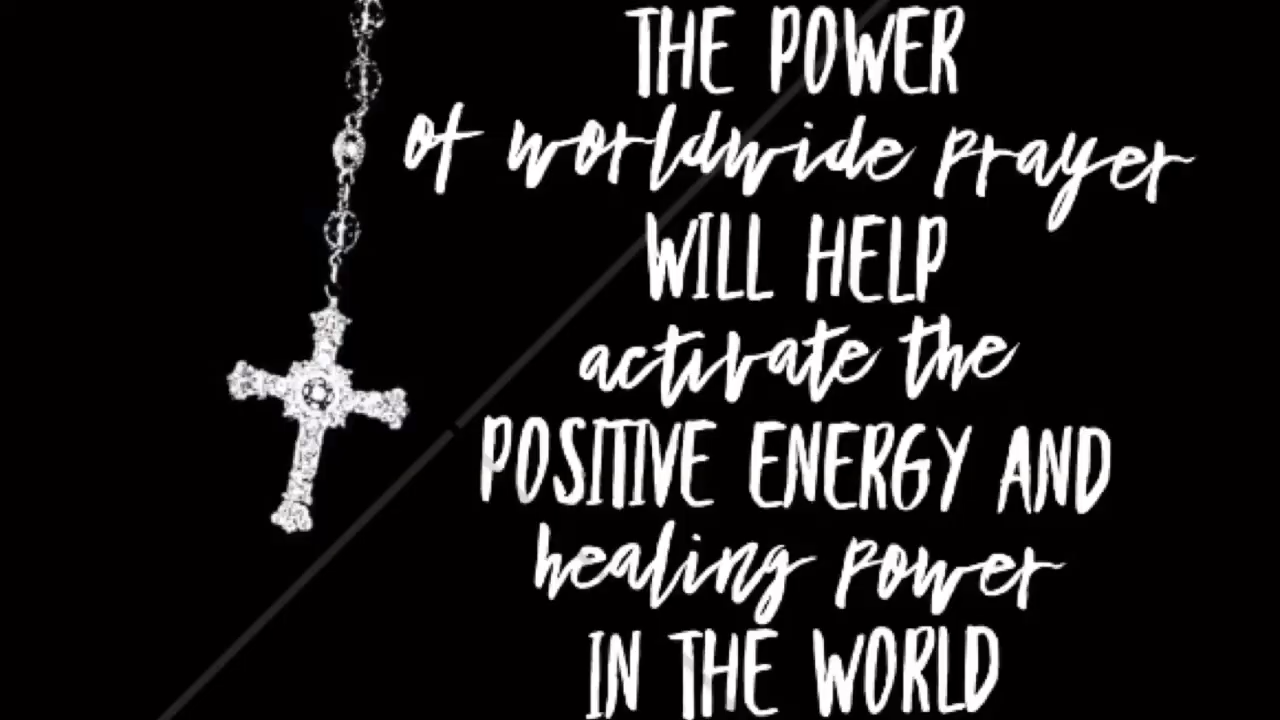 THE POWER
of worldwide prayer
WILL HELP
activate the
POSITIVE ENERGY AND
healing power
IN THE WORLD